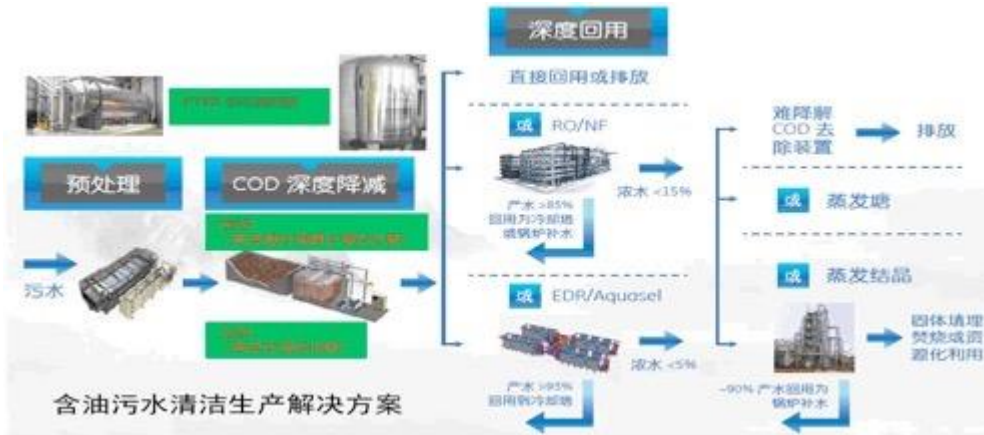 深度回用
直接回用或排放
或 RO/NF
难降解
COD 去
除装置
排放
预处理
COD 深度降减
浓水 <15%
产水 >85%
回用为冷却塔
或锅炉补水
或 蒸发塘
污水
或 EDR/Aquasel
或 蒸发结晶
固体填埋
焚烧或资
源化利用
浓水 <5%
产水 >95%
回用到冷却塔
~90% 产水回用为
锅炉补水
含油污水清洁生产解决方案